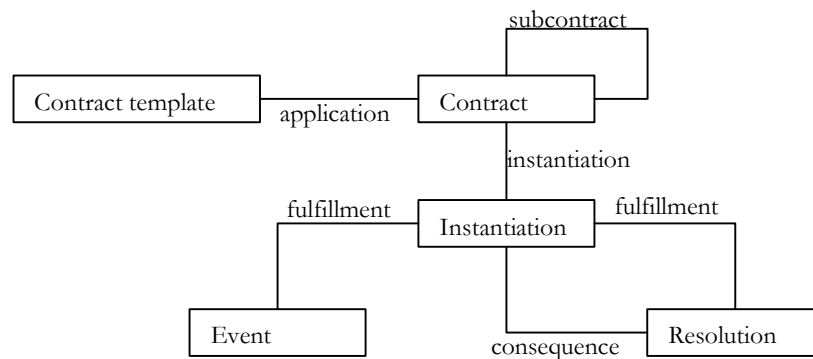 subcontract
Contract template
Contract
application
instantiation
fulfillment
Instantiation
fulfillment
Event
Resolution
consequence